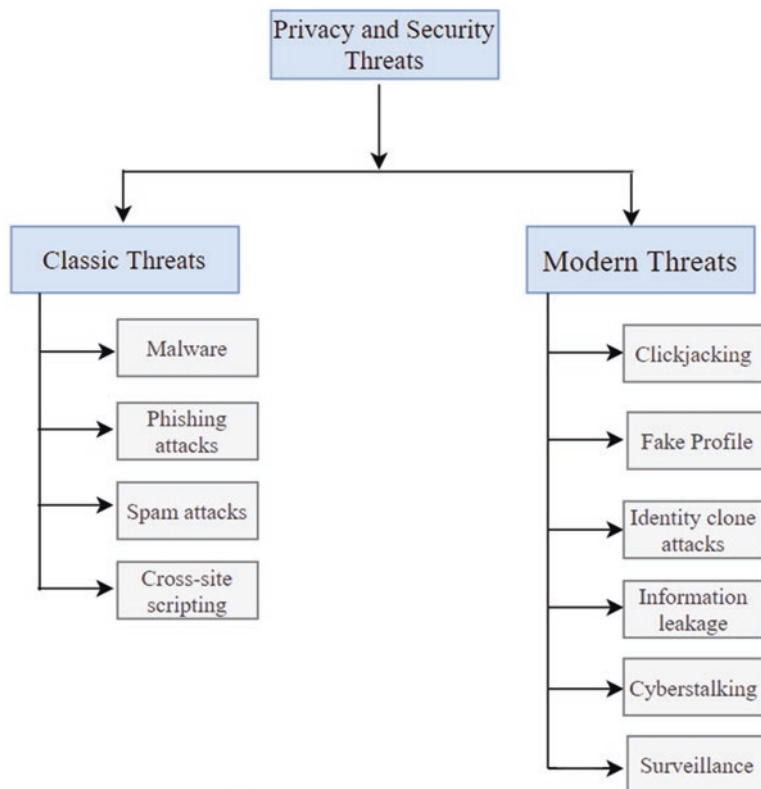 Privacy and Security
Threats
Classic Threats
Malware
Phishing
attacks
Spam attacks
Cross-site
scripting
Modern Threats
Clickjacking
Fake Profile
Identity clone
attacks
Information
leakage
Cyberstalking
Surveillance